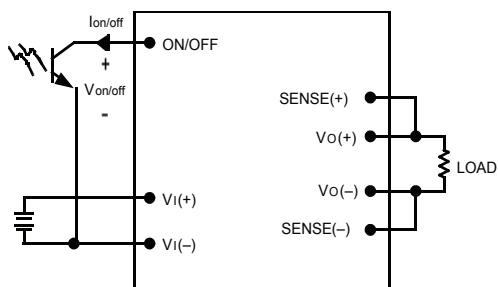 Ion/off
ON/OFF
+
Von/off
-
SENSE(+)
VO(+)
LOAD
VO(–)
VI(+)
SENSE(–)
VI(–)